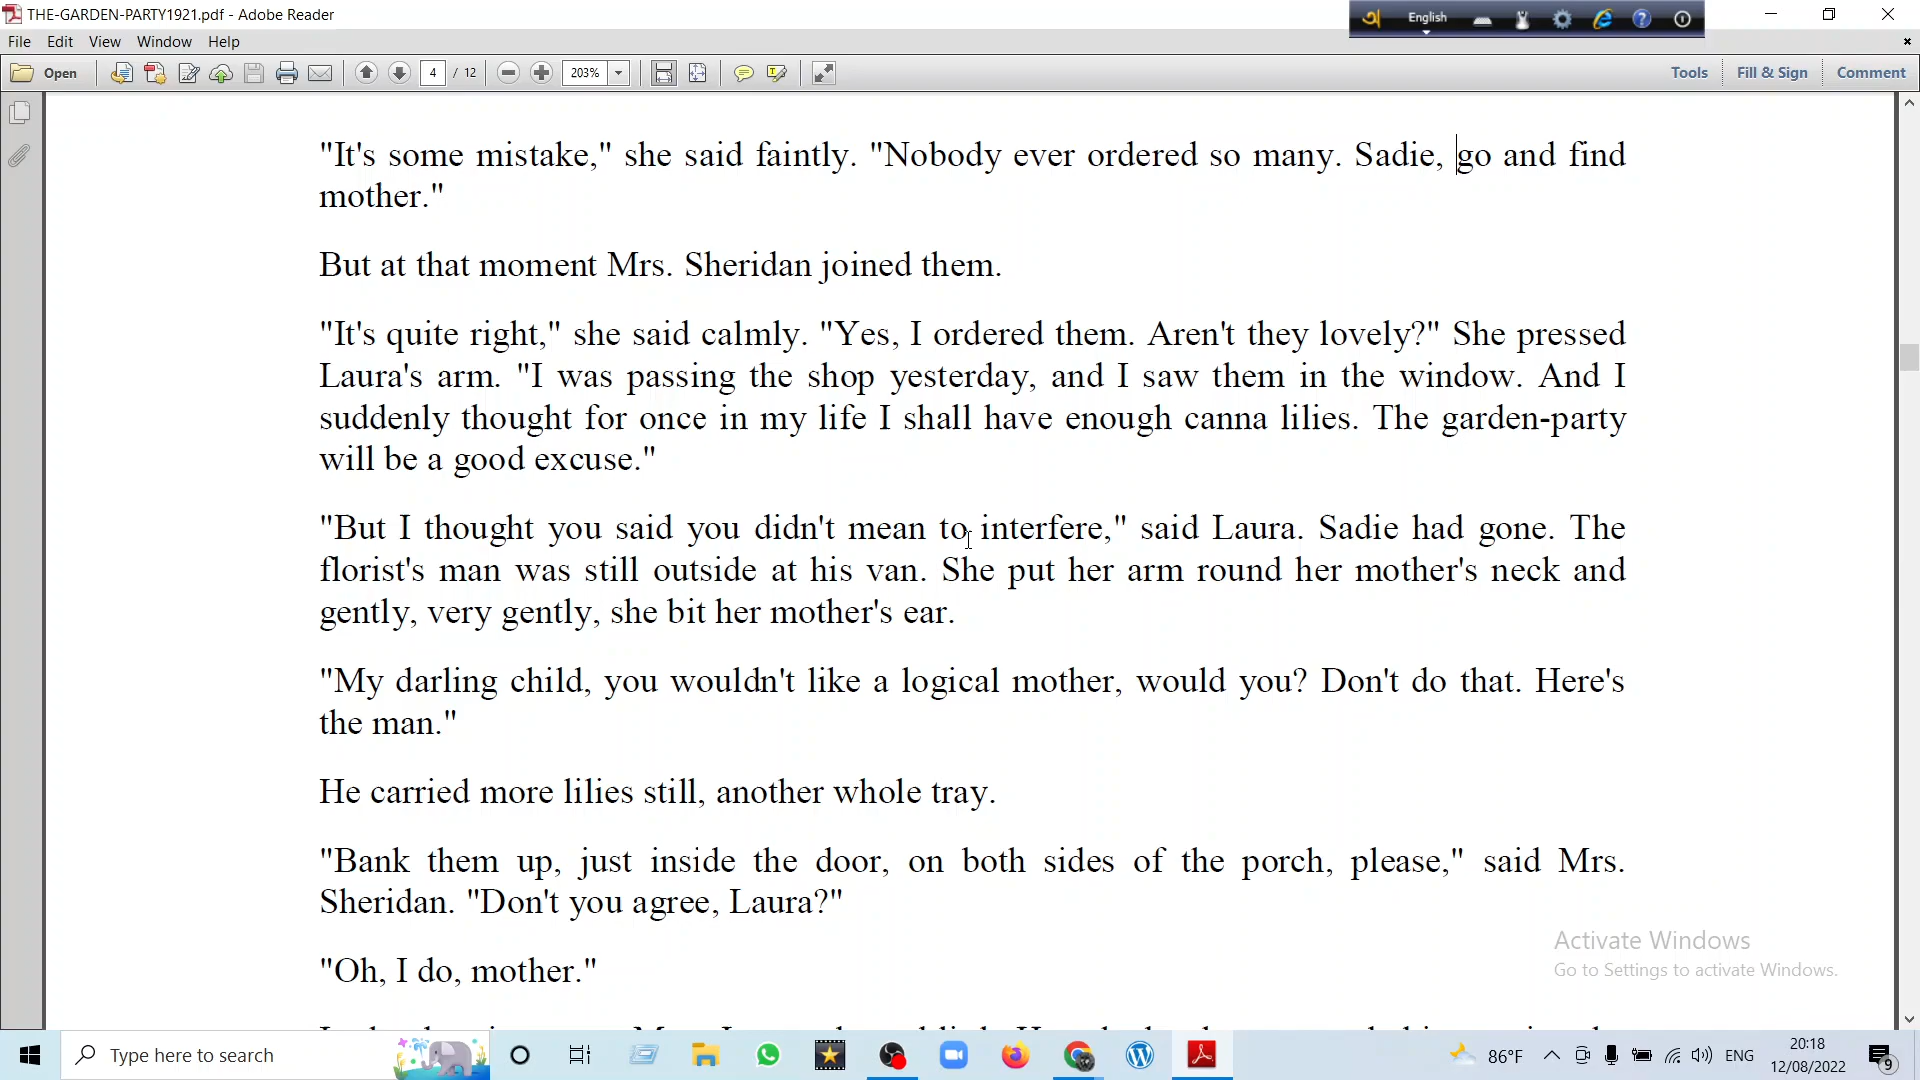 THE-GARDEN-PARTY1921.pdf - Adobe Reader
English
File Edit View Window Help
Open 4 / 12 203% Tools Fill & Sign Comment
"It's some mistake," she said faintly. "Nobody ever ordered so many. Sadie, go and find
mother."
But at that moment Mrs. Sheridan joined them.
"It's quite right," she said calmly. "Yes, I ordered them. Aren't they lovely?" She pressed
Laura's arm. "I was passing the shop yesterday, and I saw them in the window. And I
suddenly thought for once in my life I shall have enough canna lilies. The garden-party
will be a good excuse."
"But I thought you said you didn't mean to interfere," said Laura. Sadie had gone. The
florist's man was still outside at his van. She put her arm round her mother's neck and
gently, very gently, she bit her mother's ear.
"My darling child, you wouldn't like a logical mother, would you? Don't do that. Here's
the man."
He carried more lilies still, another whole tray.
"Bank them up, just inside the door, on both sides of the porch, please," said Mrs.
Sheridan. "Don't you agree, Laura?"
"Oh, I do, mother."
Activate Windows
Go to Settings to activate Windows.
Type here to search
86°F
ENG
20:18
12/08/2022
9